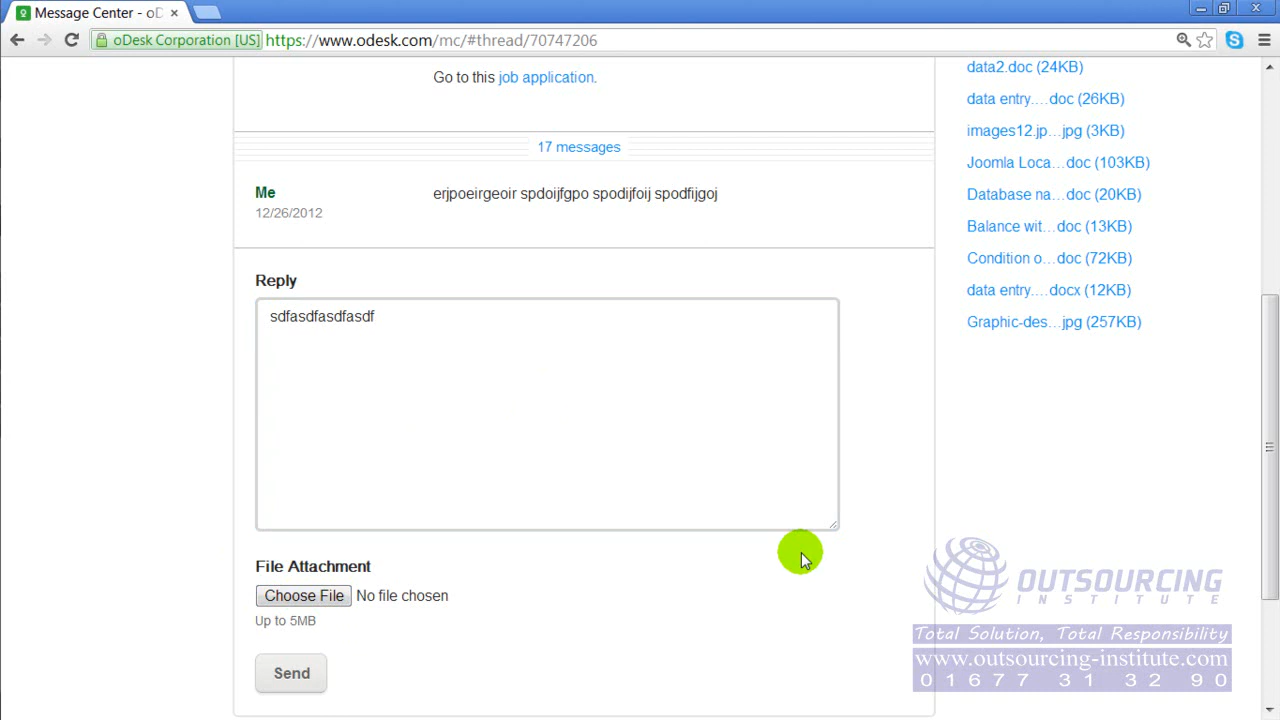 Message Center - oD
oDesk Corporation [US] https://www.odesk.com/mc/#thread/70747206
Go to this job application.
17 messages
Me
erjpoeirgeoir spdoijfgpo spodijfoij spodfijgoj
12/26/2012
Reply
sdfasdfasdfasdf
File Attachment
Choose File No file chosen
Up to 5MB
Send
data2.doc (24KB)
data entry....doc (26KB)
images12.jp...jpg (3KB)
Joomla Loca...doc (103KB)
Database na...doc (20KB)
Balance wit...doc (13KB)
Condition o...doc (72KB)
data entry....docx (12KB)
Graphic-des...jpg (257KB)
OUTSOURCING
INSTITUTE
Total Solution, Total Responsibility
www.outsourcing-institute.com
01677 31 32 90